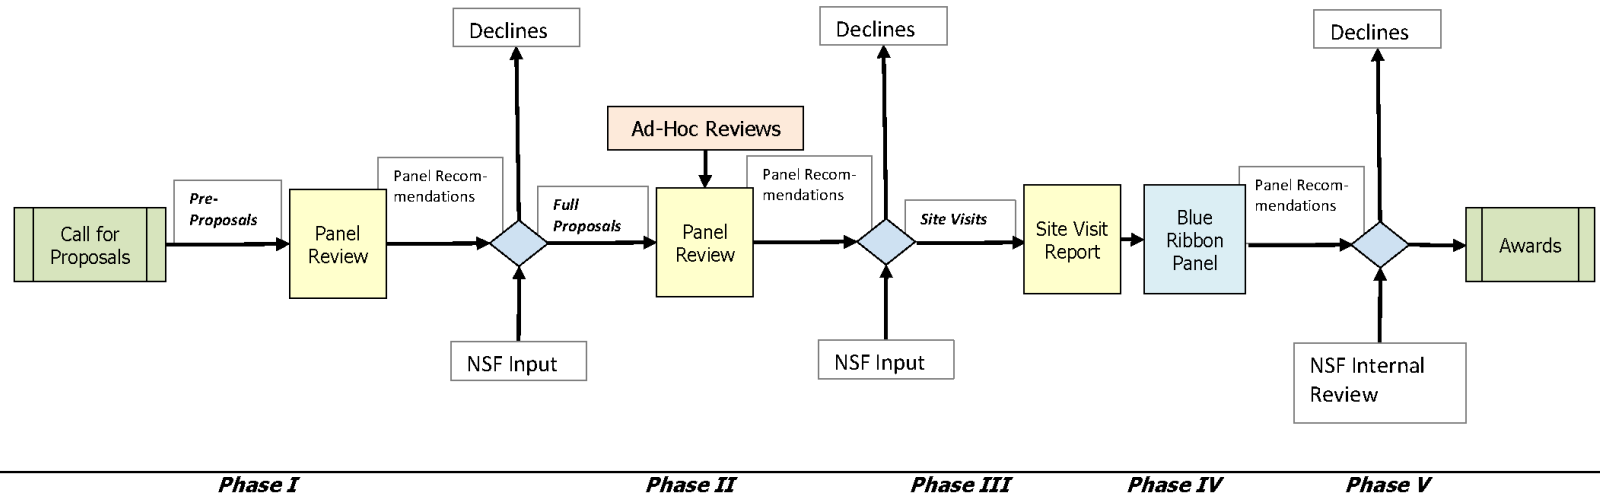 Declines
Declines
Declines
Ad-Hoc Reviews
Pre-
Proposals
Panel Recom-
mendations
Full
Proposals
Panel Recom-
mendations
Site Visits
Panel Recom-
mendations
Call for
Proposals
Panel
Review
Panel
Review
Site Visit
Report
Blue
Ribbon
Panel
Awards
NSF Input
NSF Input
NSF Internal
Review
Phase I
Phase II
Phase III
Phase IV
Phase V